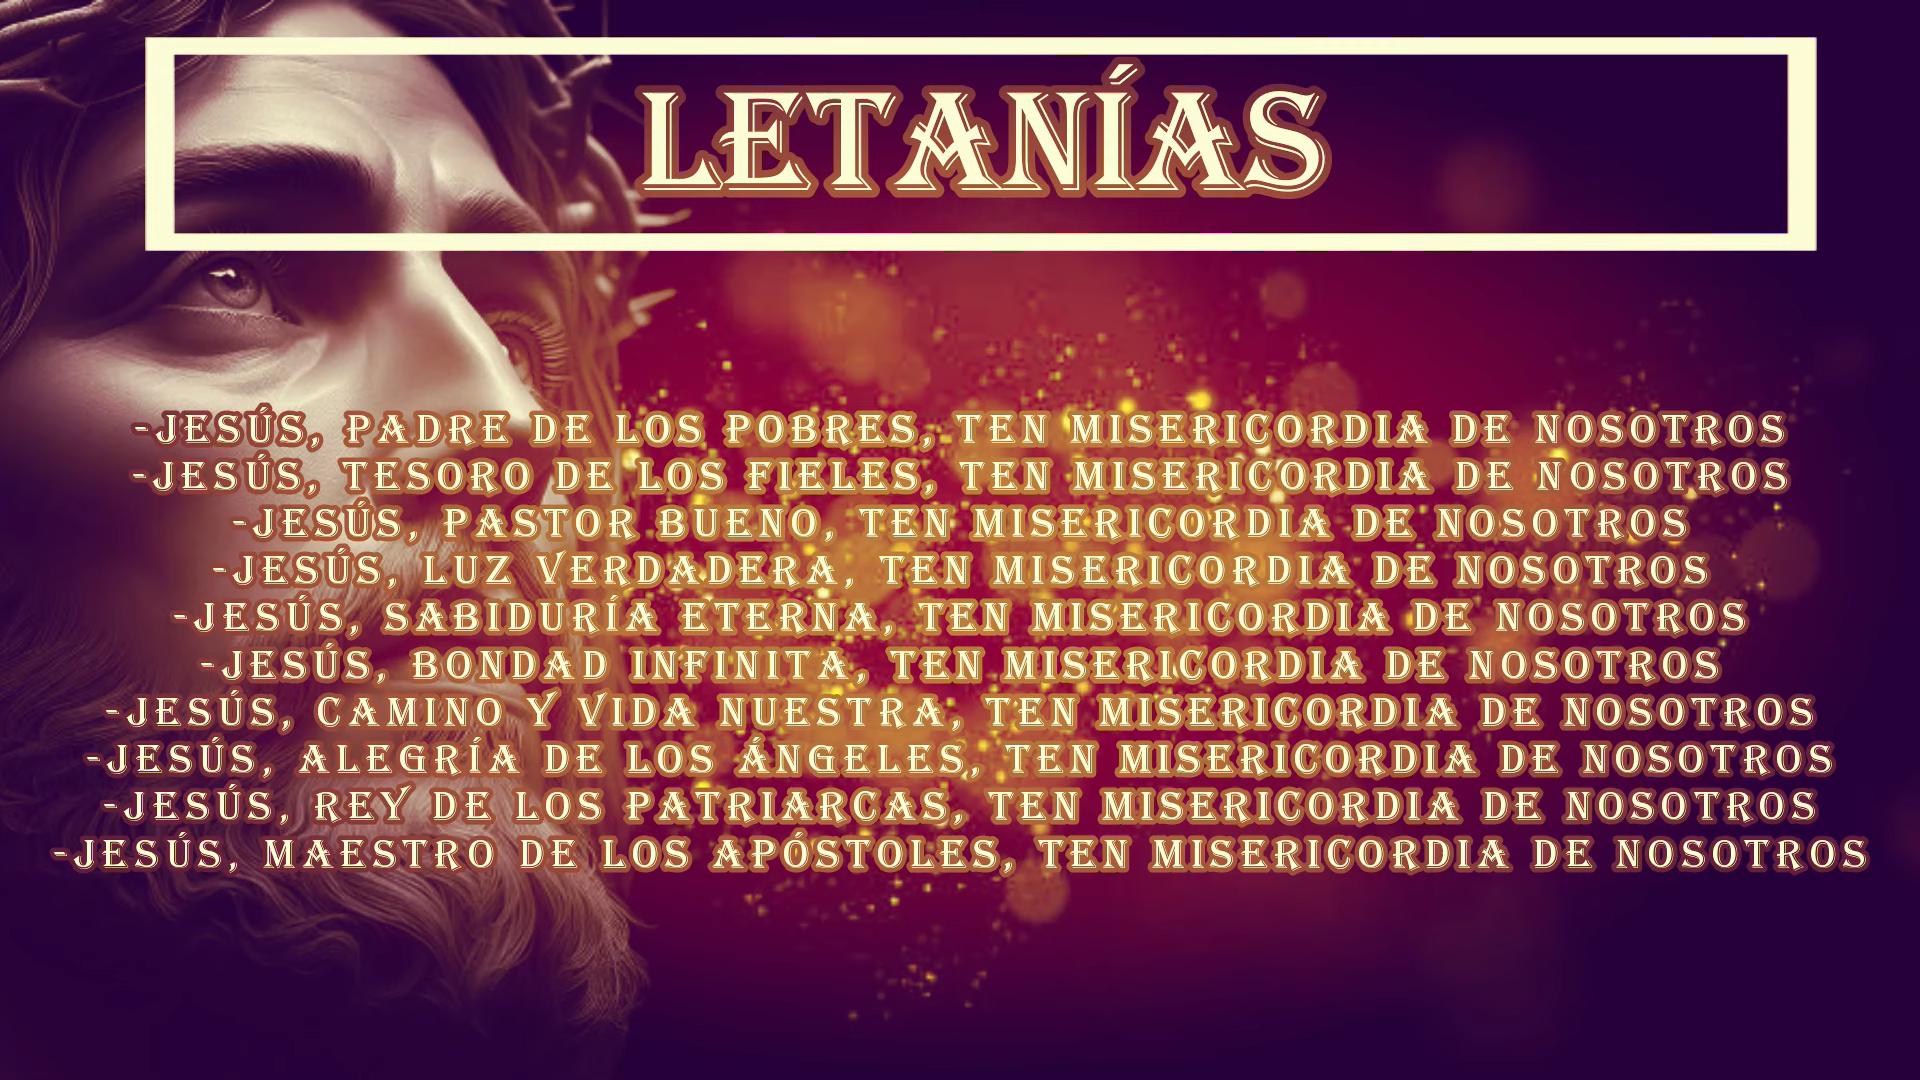 LETANÍAS
-JESÚS, PADRE DE LOS POBRES, TEN MISERICORDIA DE NOSOTROS
-JESÚS, TESORO DE LOS FIELES, TEN MISERICORDIA DE NOSOTROS
-JESÚS, PASTOR BUENO, TEN MISERICORDIA DE NOSOTROS
-JESÚS, LUZ VERDADERA, TEN MISERICORDIA DE NOSOTROS
-JESÚS, SABIDURÍA ETERNA, TEN MISERICORDIA DE NOSOTROS
-JESÚS, BONDAD INFINITA, TEN MISERICORDIA DE NOSOTROS
-JESÚS, CAMINO Y VIDA NUESTRA, TEN MISERICORDIA DE NOSOTROS
-JESÚS, ALEGRÍA DE LOS ÁNGELES, TEN MISERICORDIA DE NOSOTROS
-JESÚS, REY DE LOS PATRIARCAS, TEN MISERICORDIA DE NOSOTROS
-JESÚS, MAESTRO DE LOS APÓSTOLES, TEN MISERICORDIA DE NOSOTROS